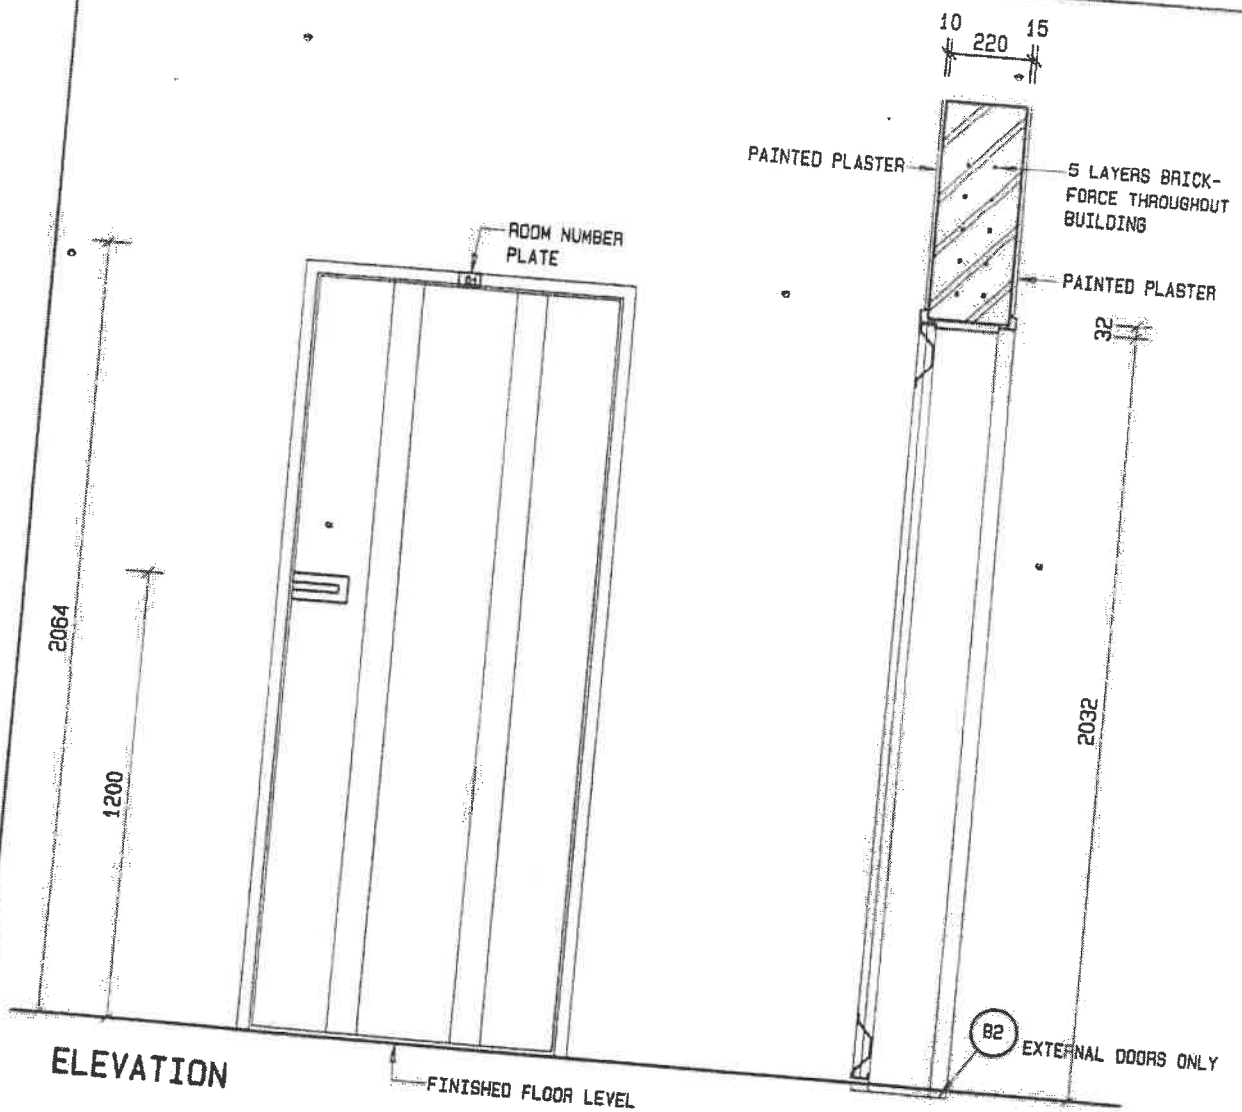 10 15
220
PAINTED PLASTER
5 LAYERS BRICK-
FORCE THROUGHOUT
BUILDING
ROOM NUMBER
PLATE
PAINTED PLASTER
01
32
2064
2032
1200
B2
EXTERNAL DOORS ONLY
ELEVATION
FINISHED FLOOR LEVEL